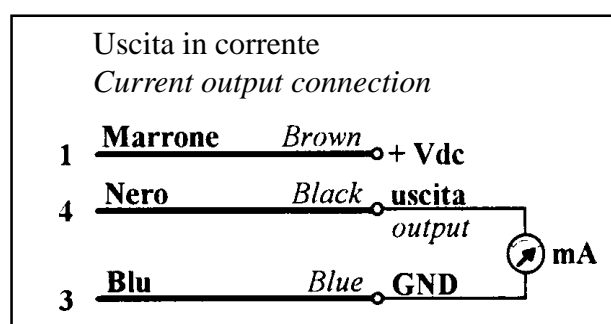 Uscita in corrente
Current output connection
1 Marrone Brown + Vdc
4 Nero Black uscita
output
mA
3 Blu Blue GND